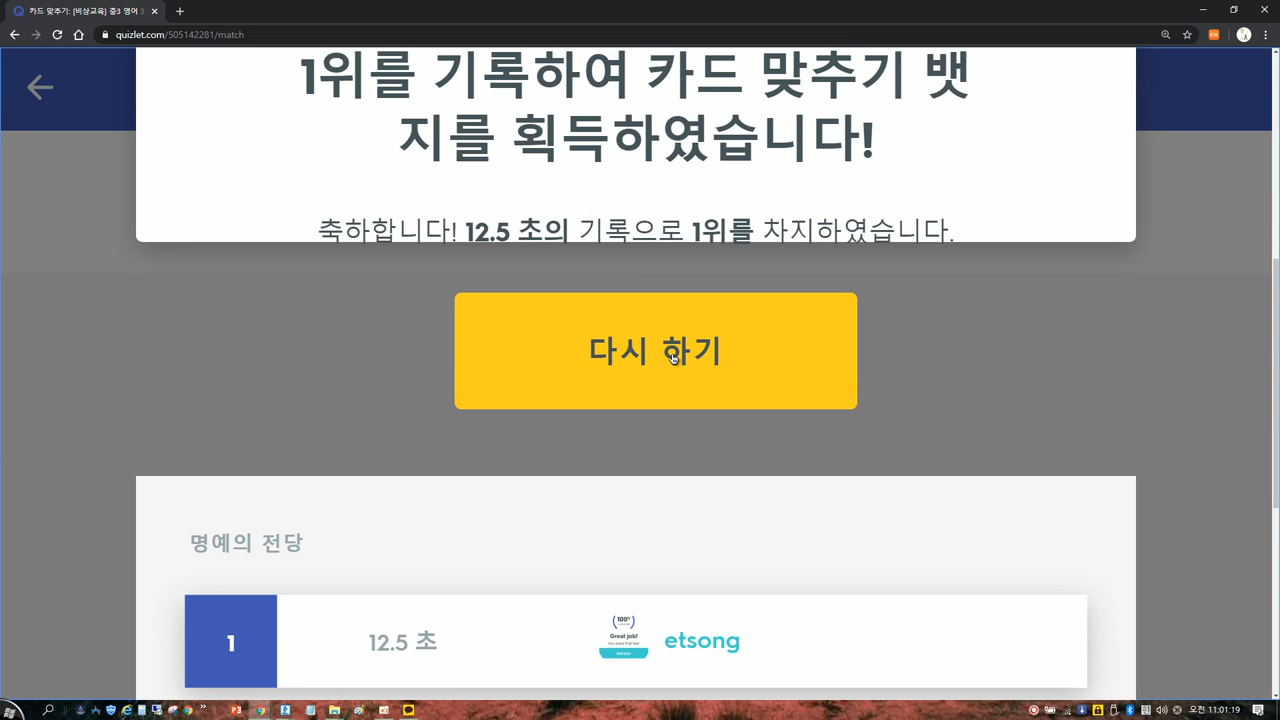 카드 맞추기: [비상교육] 중3 영어 3
quizlet.com/505142281/match
1위를 기록하여 카드 맞추기 뱃
지를 획득하였습니다!
축하합니다! 12.5 초의 기록으로 1위를 차지하였습니다.
다시 하기
명예의 전당
100%
Great job!
1
12.5 초
etsong
오전 11:01:19